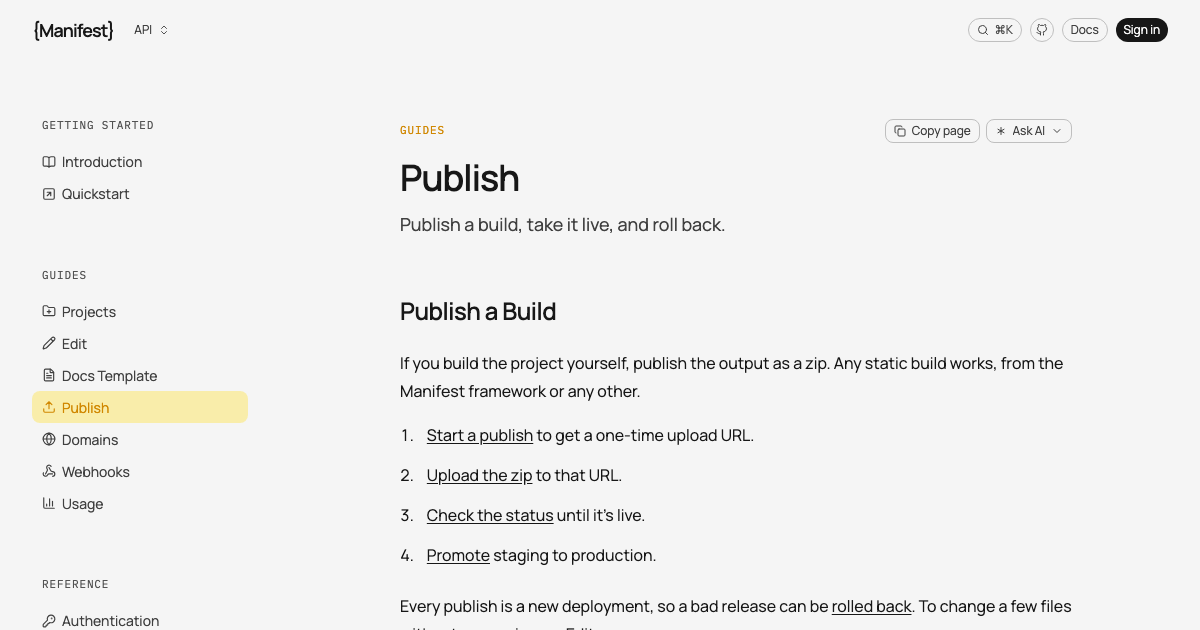 {Manifest}
API
⌘K
Docs
Sign in
GETTING STARTED
Introduction
Quickstart
GUIDES
Projects
Edit
Docs Template
Publish
Domains
Webhooks
Usage
REFERENCE
Authentication
GUIDES
Copy page
Ask AI
Publish
Publish a build, take it live, and roll back.
Publish a Build
If you build the project yourself, publish the output as a zip. Any static build works, from the
Manifest framework or any other.
1. Start a publish to get a one-time upload URL.
2. Upload the zip to that URL.
3. Check the status until it’s live.
4. Promote staging to production.
Every publish is a new deployment, so a bad release can be rolled back. To change a few files